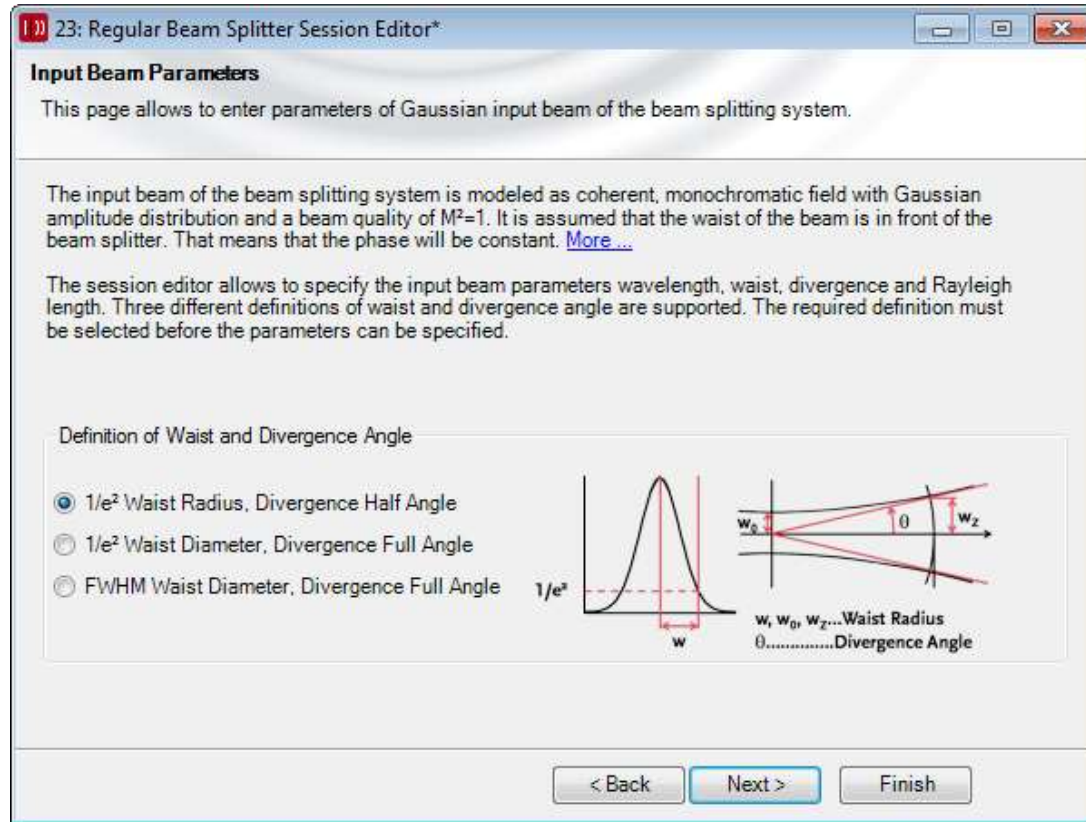 23: Regular Beam Splitter Session Editor*
Input Beam Parameters
This page allows to enter parameters of Gaussian input beam of the beam splitting system.
The input beam of the beam splitting system is modeled as coherent, monochromatic field with Gaussian
amplitude distribution and a beam quality of M²=1. It is assumed that the waist of the beam is in front of the
beam splitter. That means that the phase will be constant. More ...
The session editor allows to specify the input beam parameters wavelength, waist, divergence and Rayleigh
length. Three different definitions of waist and divergence angle are supported. The required definition must
be selected before the parameters can be specified.
Definition of Waist and Divergence Angle
1/e² Waist Radius, Divergence Half Angle
1/e² Waist Diameter, Divergence Full Angle
FWHM Waist Diameter, Divergence Full Angle
1/e²
w
w₀
θ
w_z
w, w₀, w_z...Waist Radius
θ..............Divergence Angle
< Back
Next >
Finish